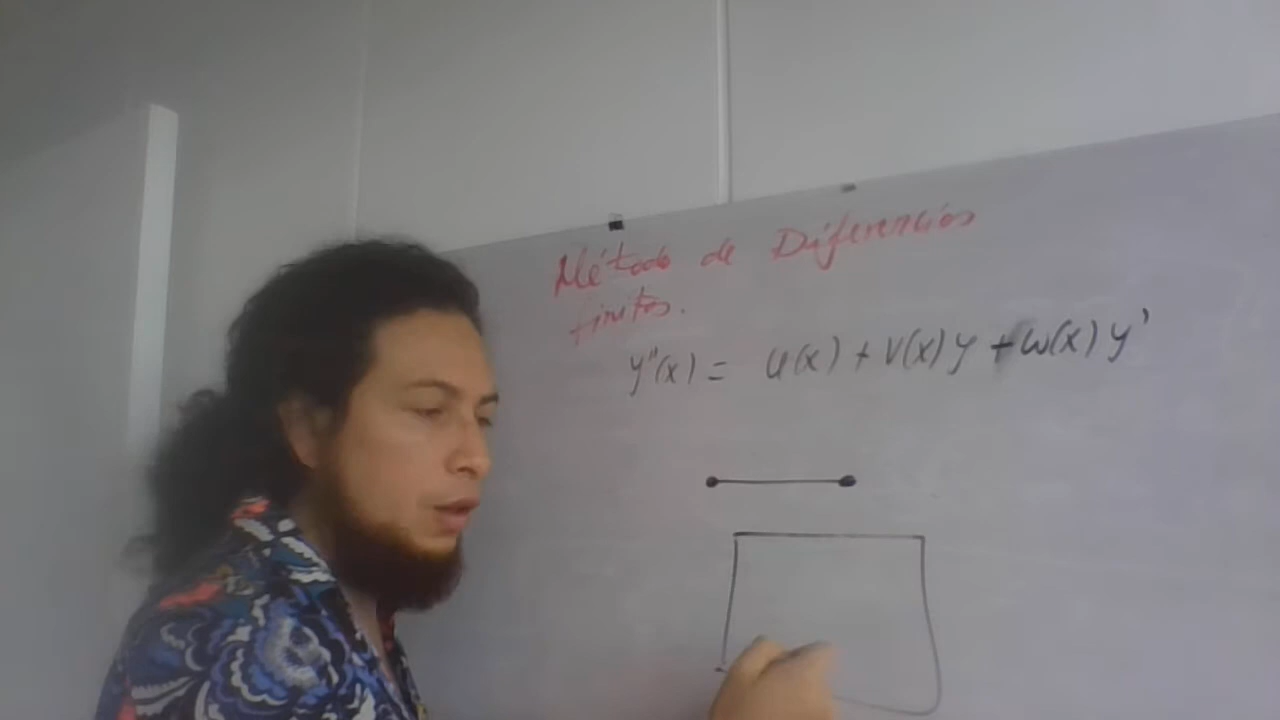 Método de Diferencias
finitas.
y''(x) = u(x) + v(x) y + w(x) y'